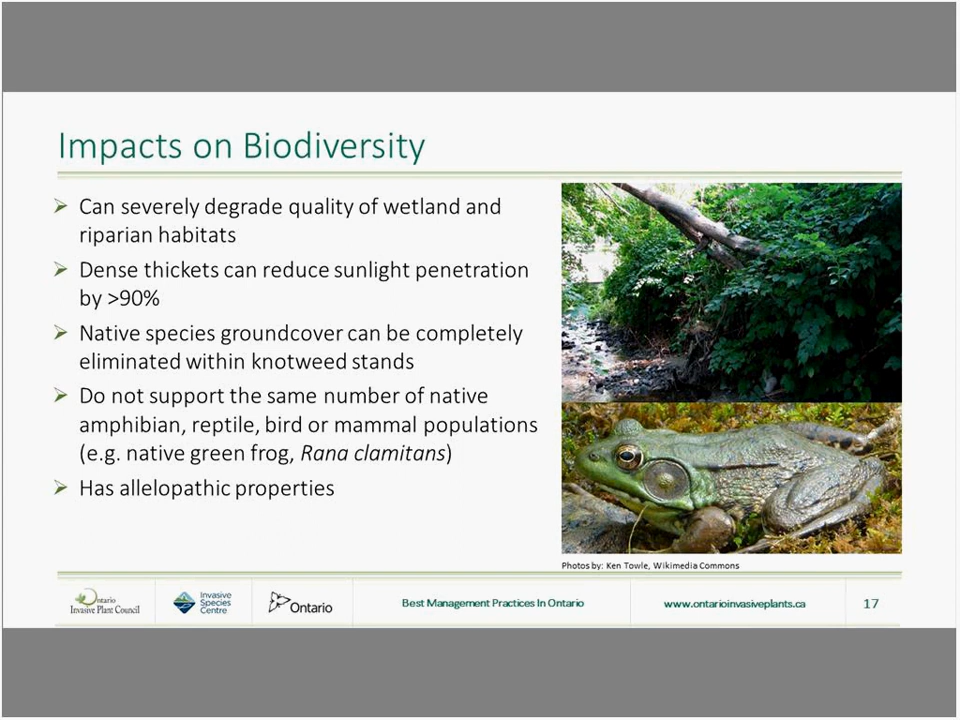 Impacts on Biodiversity
Can severely degrade quality of wetland and
riparian habitats
Dense thickets can reduce sunlight penetration
by >90%
Native species groundcover can be completely
eliminated within knotweed stands
Do not support the same number of native
amphibian, reptile, bird or mammal populations
(e.g. native green frog, Rana clamitans)
Has allelopathic properties
Photos by: Ken Towle, Wikimedia Commons
Ontario
Invasive Plant Council
Invasive
Species
Centre
Ontario
Best Management Practices In Ontario
www.ontarioinvasiveplants.ca
17